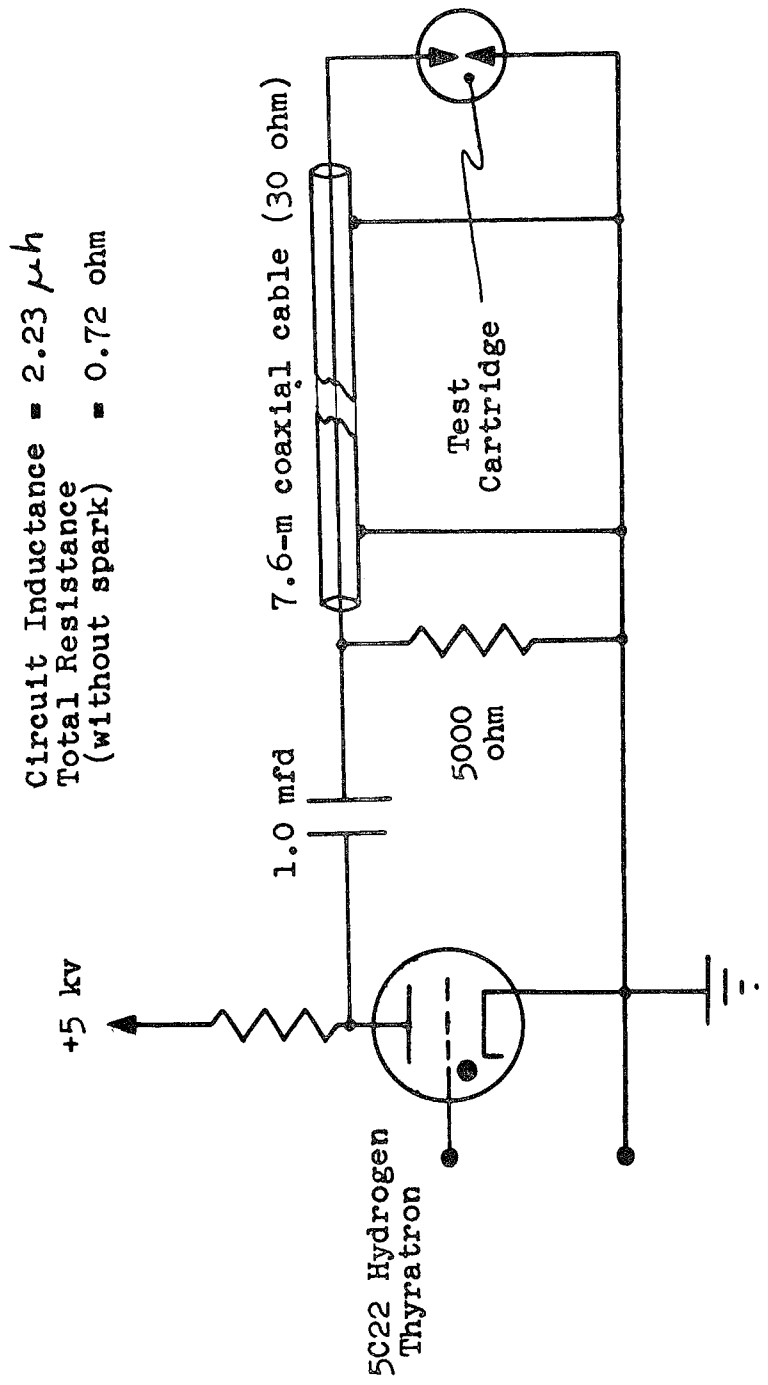 Circuit Inductance = 2.23 μh
Total Resistance
(without spark) = 0.72 ohm
+5 kv
1.0 mfd
7.6-m coaxial cable (30 ohm)
5000
ohm
Test
Cartridge
5C22 Hydrogen
Thyratron